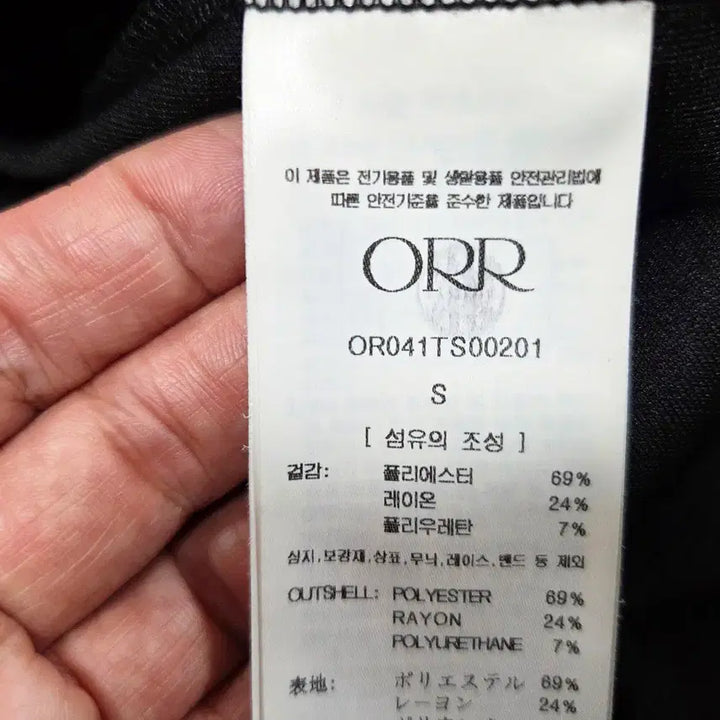 이 제품은 전기용품 및 생활용품 안전관리법에
따른 안전기준을 준수한 제품입니다
ORR
OR041TS00201
S
[ 섬유의 조성 ]
겉감: 폴리에스터 69%
레이온 24%
폴리우레탄 7%
심지,보강재,상표,무늬,레이스,밴드 등 제외
OUTSHELL: POLYESTER 69%
RAYON 24%
POLYURETHANE 7%
表地: ポリエステル 69%
レーヨン 24%